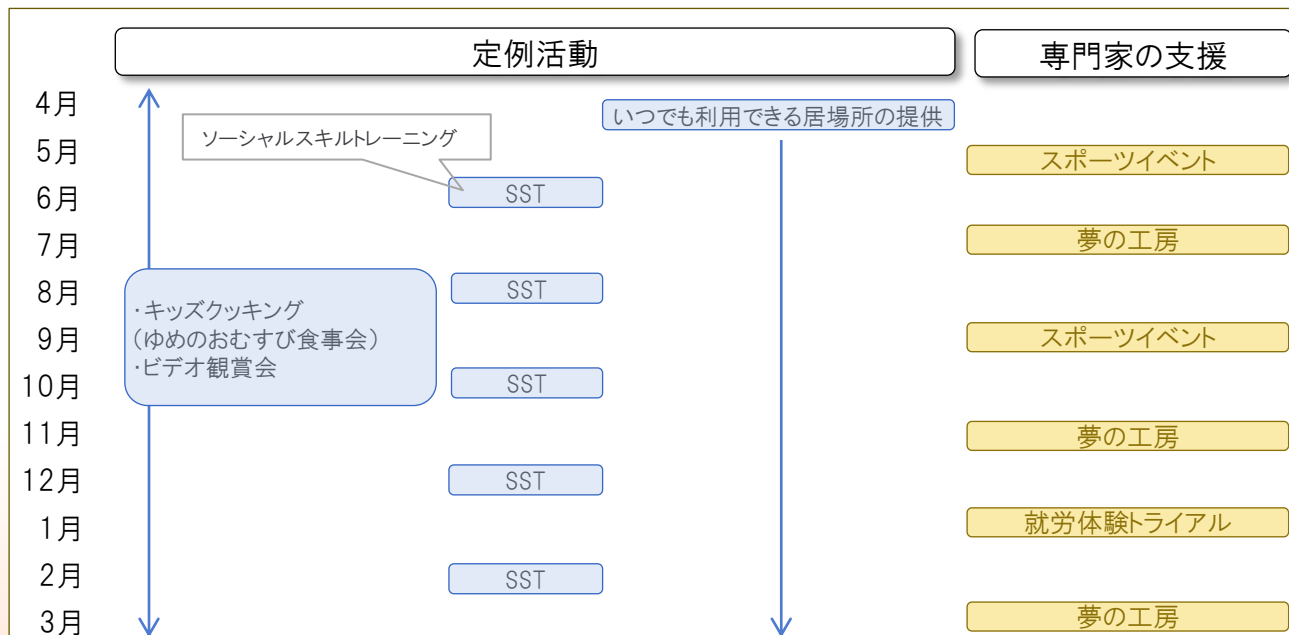 定例活動
専門家の支援
4月
いつでも利用できる居場所の提供
ソーシャルスキルトレーニング
5月
スポーツイベント
6月
SST
7月
夢の工房
8月
SST
・キッズクッキング
(ゆめのおむすび食事会)
・ビデオ観賞会
9月
スポーツイベント
10月
SST
11月
夢の工房
12月
SST
1月
就労体験トライアル
2月
SST
3月
夢の工房